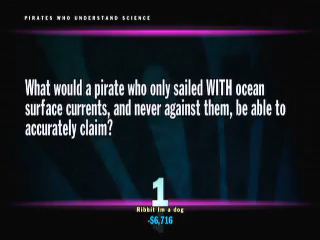 PIRATES WHO UNDERSTAND SCIENCE
What would a pirate who only sailed WITH ocean
surface currents, and never against them, be able to
accurately claim?
1
Ribbit Im a dog
-$6,716